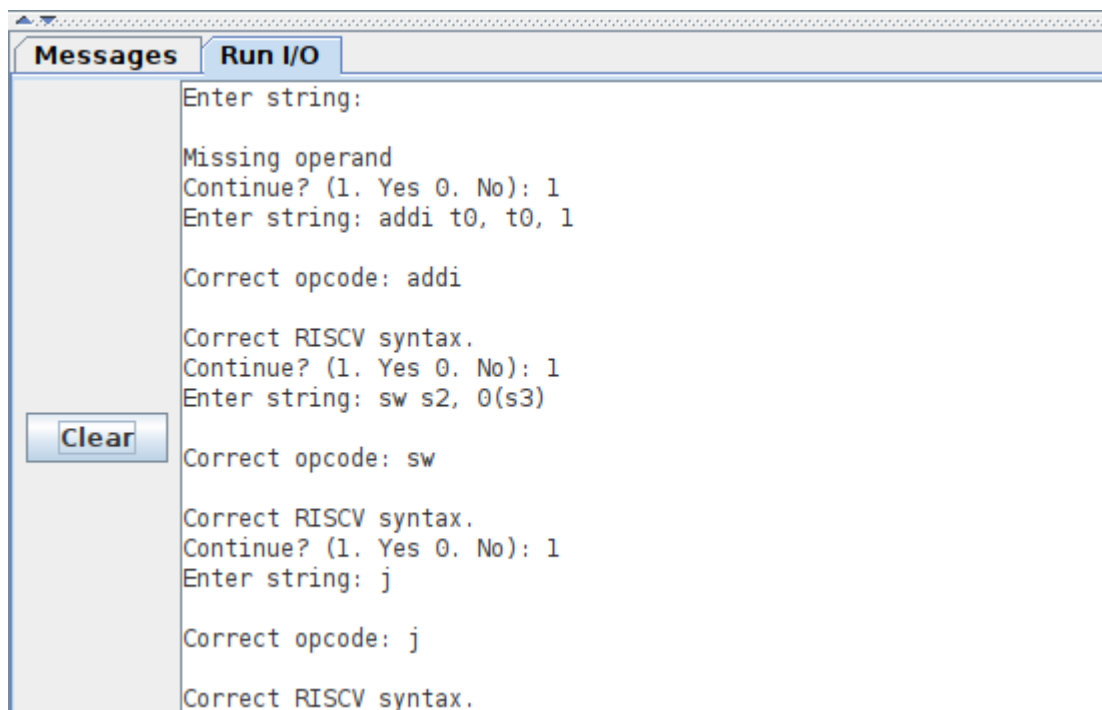 Messages Run I/O
Enter string:
Missing operand
Continue? (1. Yes 0. No): 1
Enter string: addi t0, t0, 1
Correct opcode: addi
Correct RISCV syntax.
Continue? (1. Yes 0. No): 1
Enter string: sw s2, 0(s3)
Clear
Correct opcode: sw
Correct RISCV syntax.
Continue? (1. Yes 0. No): 1
Enter string: j
Correct opcode: j
Correct RISCV syntax.